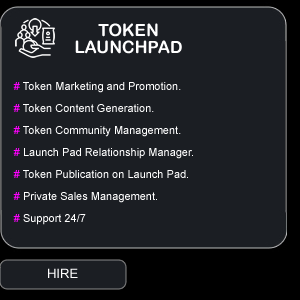 TOKEN
LAUNCHPAD
# Token Marketing and Promotion.
# Token Content Generation.
# Token Community Management.
# Launch Pad Relationship Manager.
# Token Publication on Launch Pad.
# Private Sales Management.
# Support 24/7
HIRE